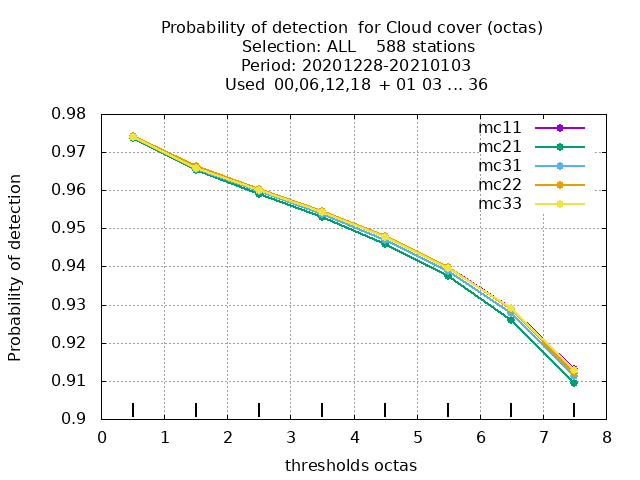 Probability of detection  for Cloud cover (octas)
Selection: ALL    588 stations
Period: 20201228-20210103
Used  00,06,12,18  + 01 03 ... 36
Probability of detection
0.98
0.97
0.96
0.95
0.94
0.93
0.92
0.91
0.9
mc11
mc21
mc31
mc22
mc33
0 1 2 3 4 5 6 7 8
thresholds octas